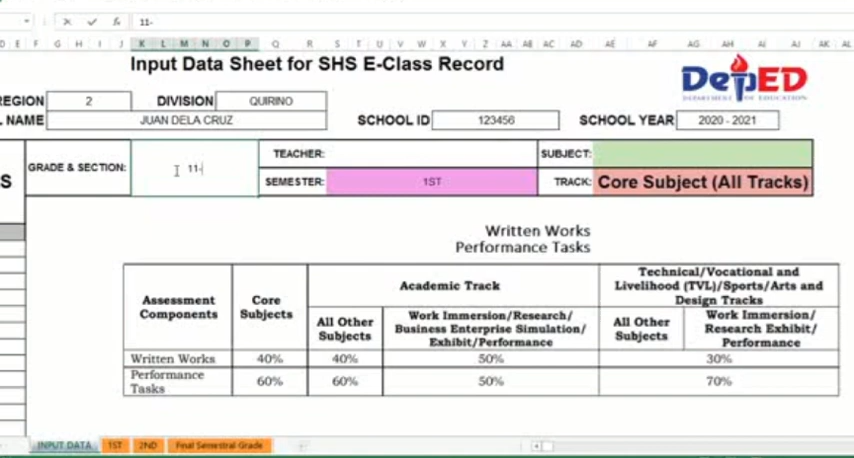 11-
D E F G H I J K L M N O P Q R S T U V W X Y Z AA AB AC AD AE AF AG AH AI AJ AK AL
Input Data Sheet for SHS E-Class Record
DepED
DEPARTMENT OF EDUCATION
REGION 2 DIVISION QUIRINO
L NAME JUAN DELA CRUZ SCHOOL ID 123456 SCHOOL YEAR 2020 - 2021
S GRADE & SECTION: 11- TEACHER: SUBJECT:
SEMESTER: 1ST TRACK: Core Subject (All Tracks)
Written Works
Performance Tasks
Assessment Components Core Subjects Academic Track Technical/Vocational and Livelihood (TVL)/Sports/Arts and Design Tracks
All Other Subjects Work Immersion/Research/ Business Enterprise Simulation/ Exhibit/Performance All Other Subjects Work Immersion/ Research Exhibit/ Performance
Written Works 40% 40% 50% 30%
Performance Tasks 60% 60% 50% 70%
INPUT DATA 1ST 2ND Final Semestral Grade